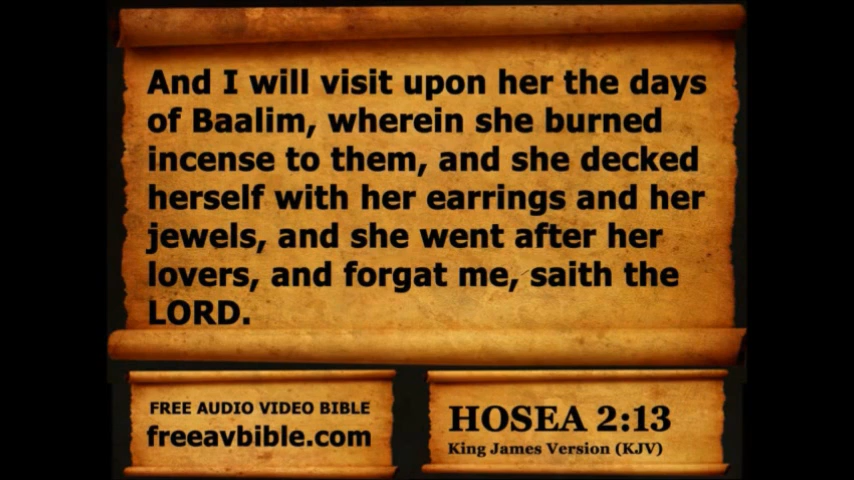 And I will visit upon her the days
of Baalim, wherein she burned
incense to them, and she decked
herself with her earrings and her
jewels, and she went after her
lovers, and forgat me, saith the
LORD.
FREE AUDIO VIDEO BIBLE
freeavbible.com
HOSEA 2:13
King James Version (KJV)